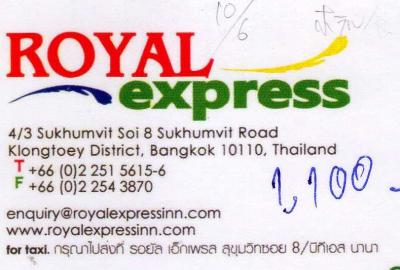 10/6
ROYAL
express
4/3 Sukhumvit Soi 8 Sukhumvit Road
Klongtoey District, Bangkok 10110, Thailand
T +66 (0)2 251 5615-6
F +66 (0)2 254 3870
1,100.-
enquiry@royalexpressinn.com
www.royalexpressinn.com
for taxi. กรุณาไปส่งที่ รอยัล เอ็กเพรส สุขุมวิทซอย 8/บีทีเอส นานา